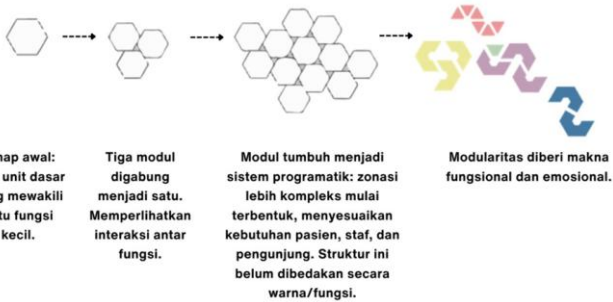 ap awal:
unit dasar
g mewakili
tu fungsi
kecil.
Tiga modul
digabung
menjadi satu.
Memperlihatkan
interaksi antar
fungsi.
Modul tumbuh menjadi
sistem programatik: zonasi
lebih kompleks mulai
terbentuk, menyesuaikan
kebutuhan pasien, staf, dan
pengunjung. Struktur ini
belum dibedakan secara
warna/fungsi.
Modularitas diberi makna
fungsional dan emosional.